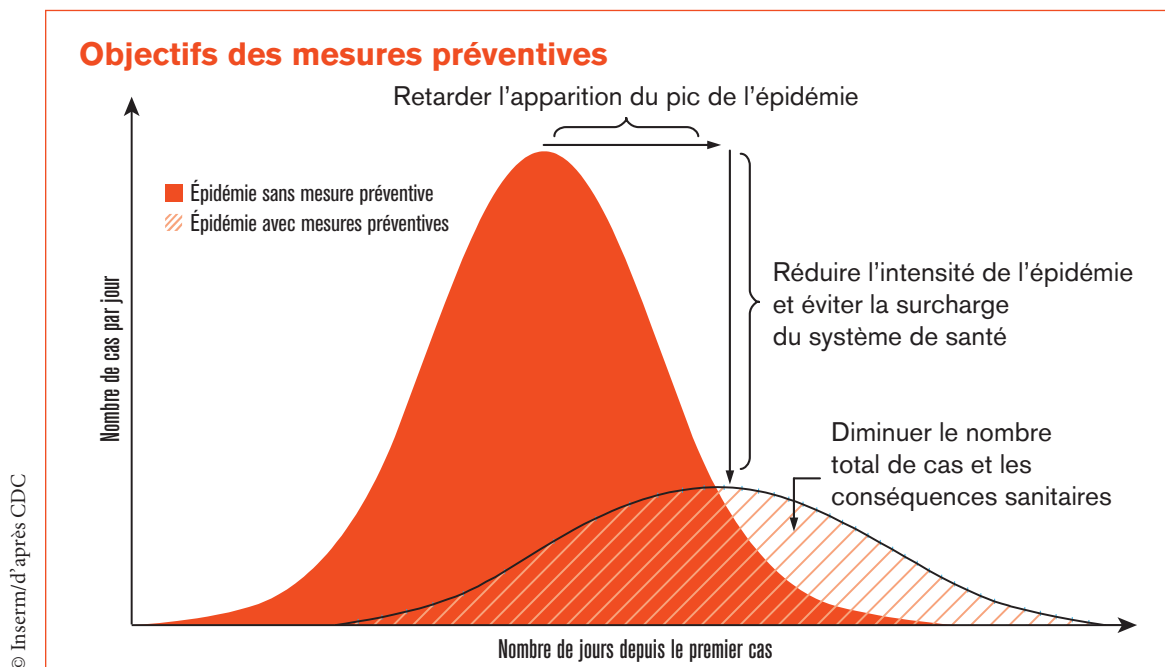 Objectifs des mesures préventives
Retarder l'apparition du pic de l'épidémie
Épidémie sans mesure préventive
Épidémie avec mesures préventives
Nombre de cas par jour
Réduire l'intensité de l'épidémie
et éviter la surcharge
du système de santé
Diminuer le nombre
total de cas et les
conséquences sanitaires
Nombre de jours depuis le premier cas
© Inserm/d'après CDC